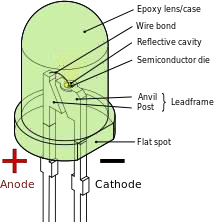 Epoxy lens/case
Wire bond
Reflective cavity
Semiconductor die
Anvil
Post
} Leadframe
Flat spot
+ −
Anode
Cathode